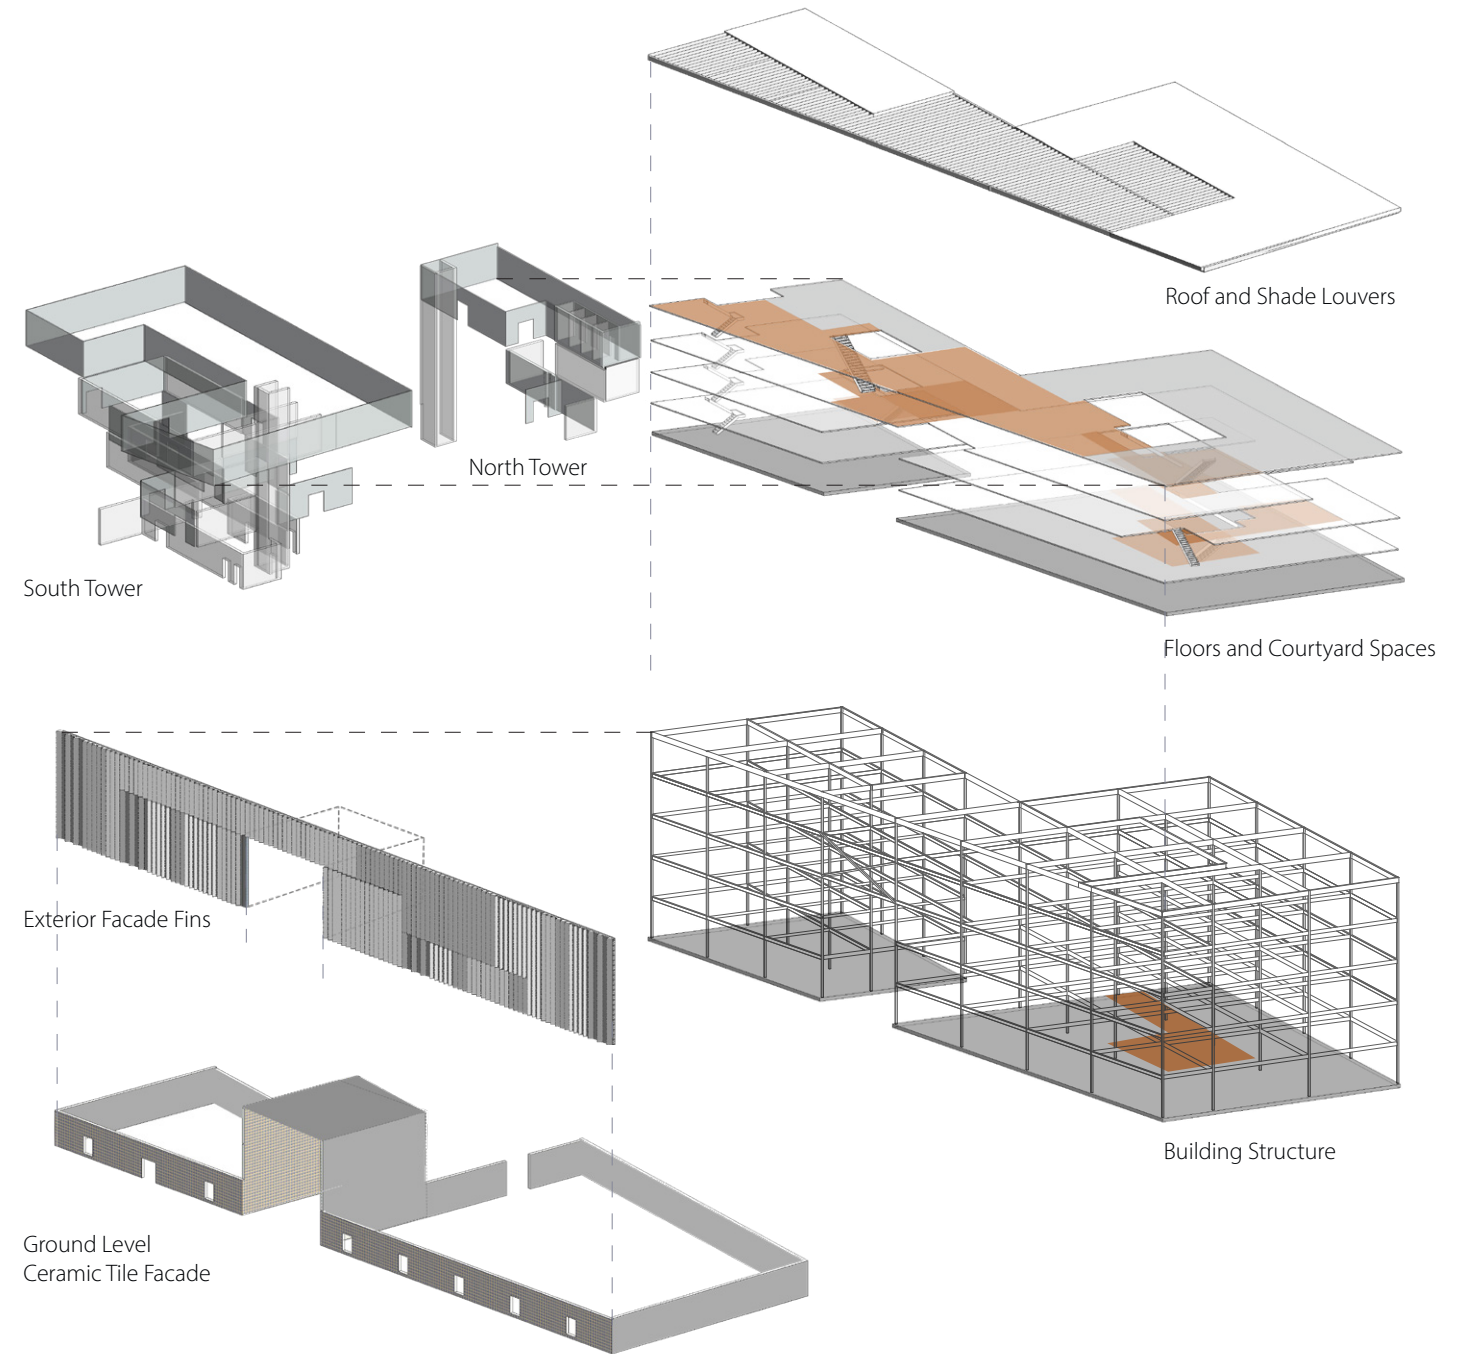 Roof and Shade Louvers
North Tower
South Tower
Floors and Courtyard Spaces
Exterior Facade Fins
Building Structure
Ground Level
Ceramic Tile Facade